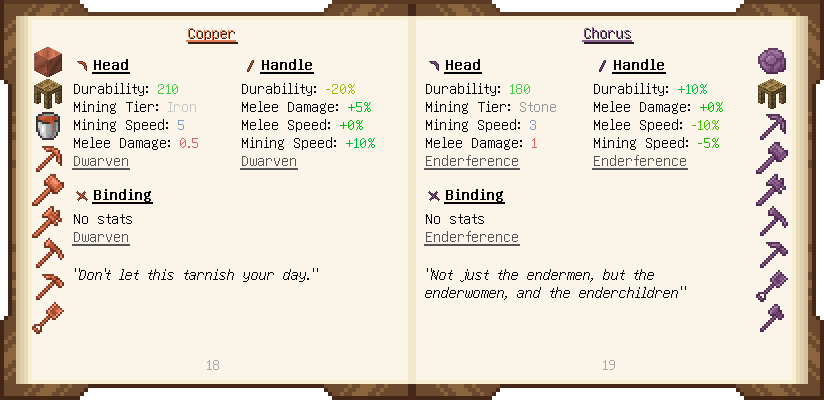 Copper
Head
Durability: 210
Mining Tier: Iron
Mining Speed: 5
Melee Damage: 0.5
Dwarven
Handle
Durability: -20%
Melee Damage: +5%
Melee Speed: +0%
Mining Speed: +10%
Dwarven
Binding
No stats
Dwarven
"Don't let this tarnish your day."
18
Chorus
Head
Durability: 180
Mining Tier: Stone
Mining Speed: 3
Melee Damage: 1
Enderference
Handle
Durability: +10%
Melee Damage: +0%
Melee Speed: -10%
Mining Speed: -5%
Enderference
Binding
No stats
Enderference
"Not just the endermen, but the
enderwomen, and the enderchildren"
19